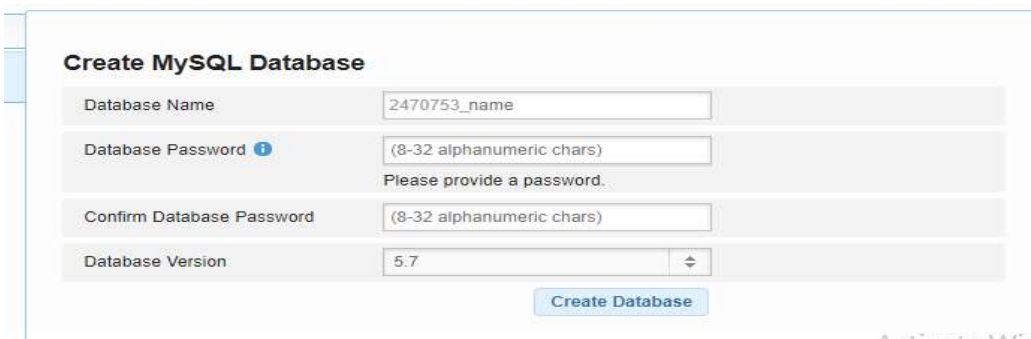 Create MySQL Database
Database Name 2470753_name
Database Password (8-32 alphanumeric chars)
Please provide a password.
Confirm Database Password (8-32 alphanumeric chars)
Database Version 5.7
Create Database